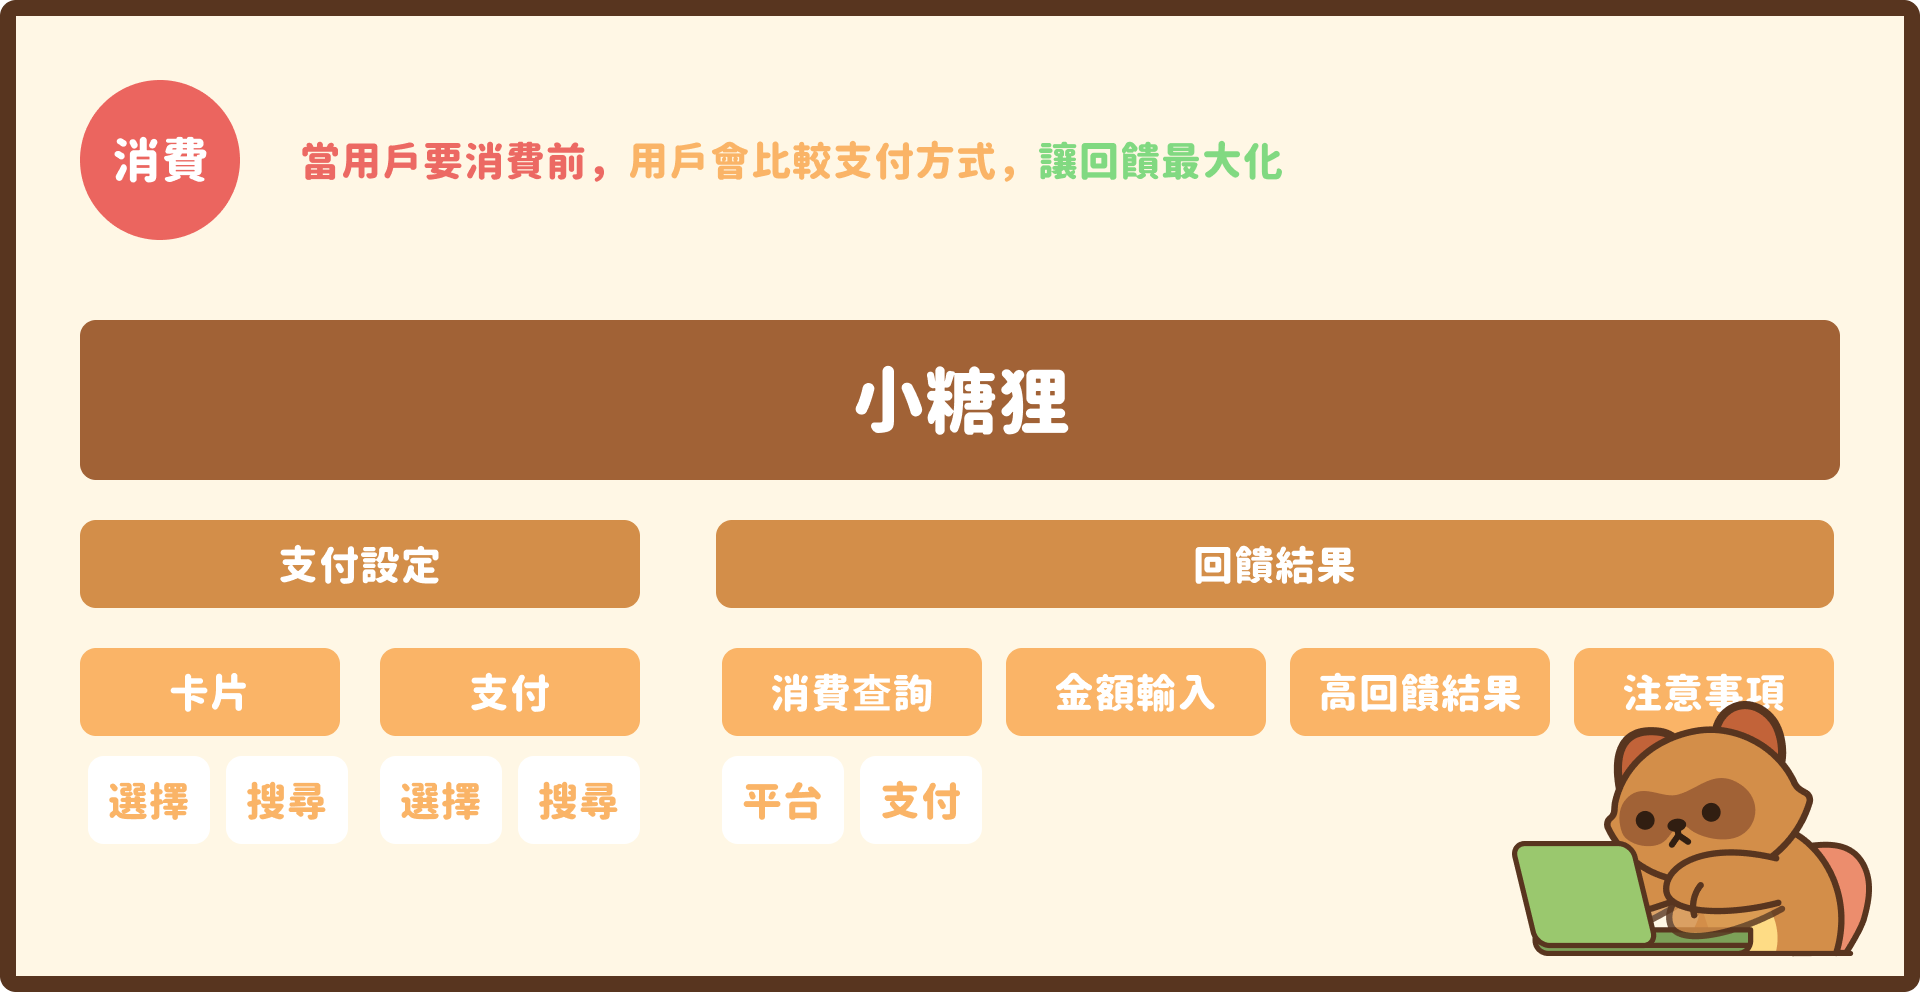 消費
當用戶要消費前，用戶會比較支付方式，讓回饋最大化
小糖狸
支付設定
回饋結果
卡片
支付
消費查詢
金額輸入
高回饋結果
注意事項
選擇
搜尋
選擇
搜尋
平台
支付